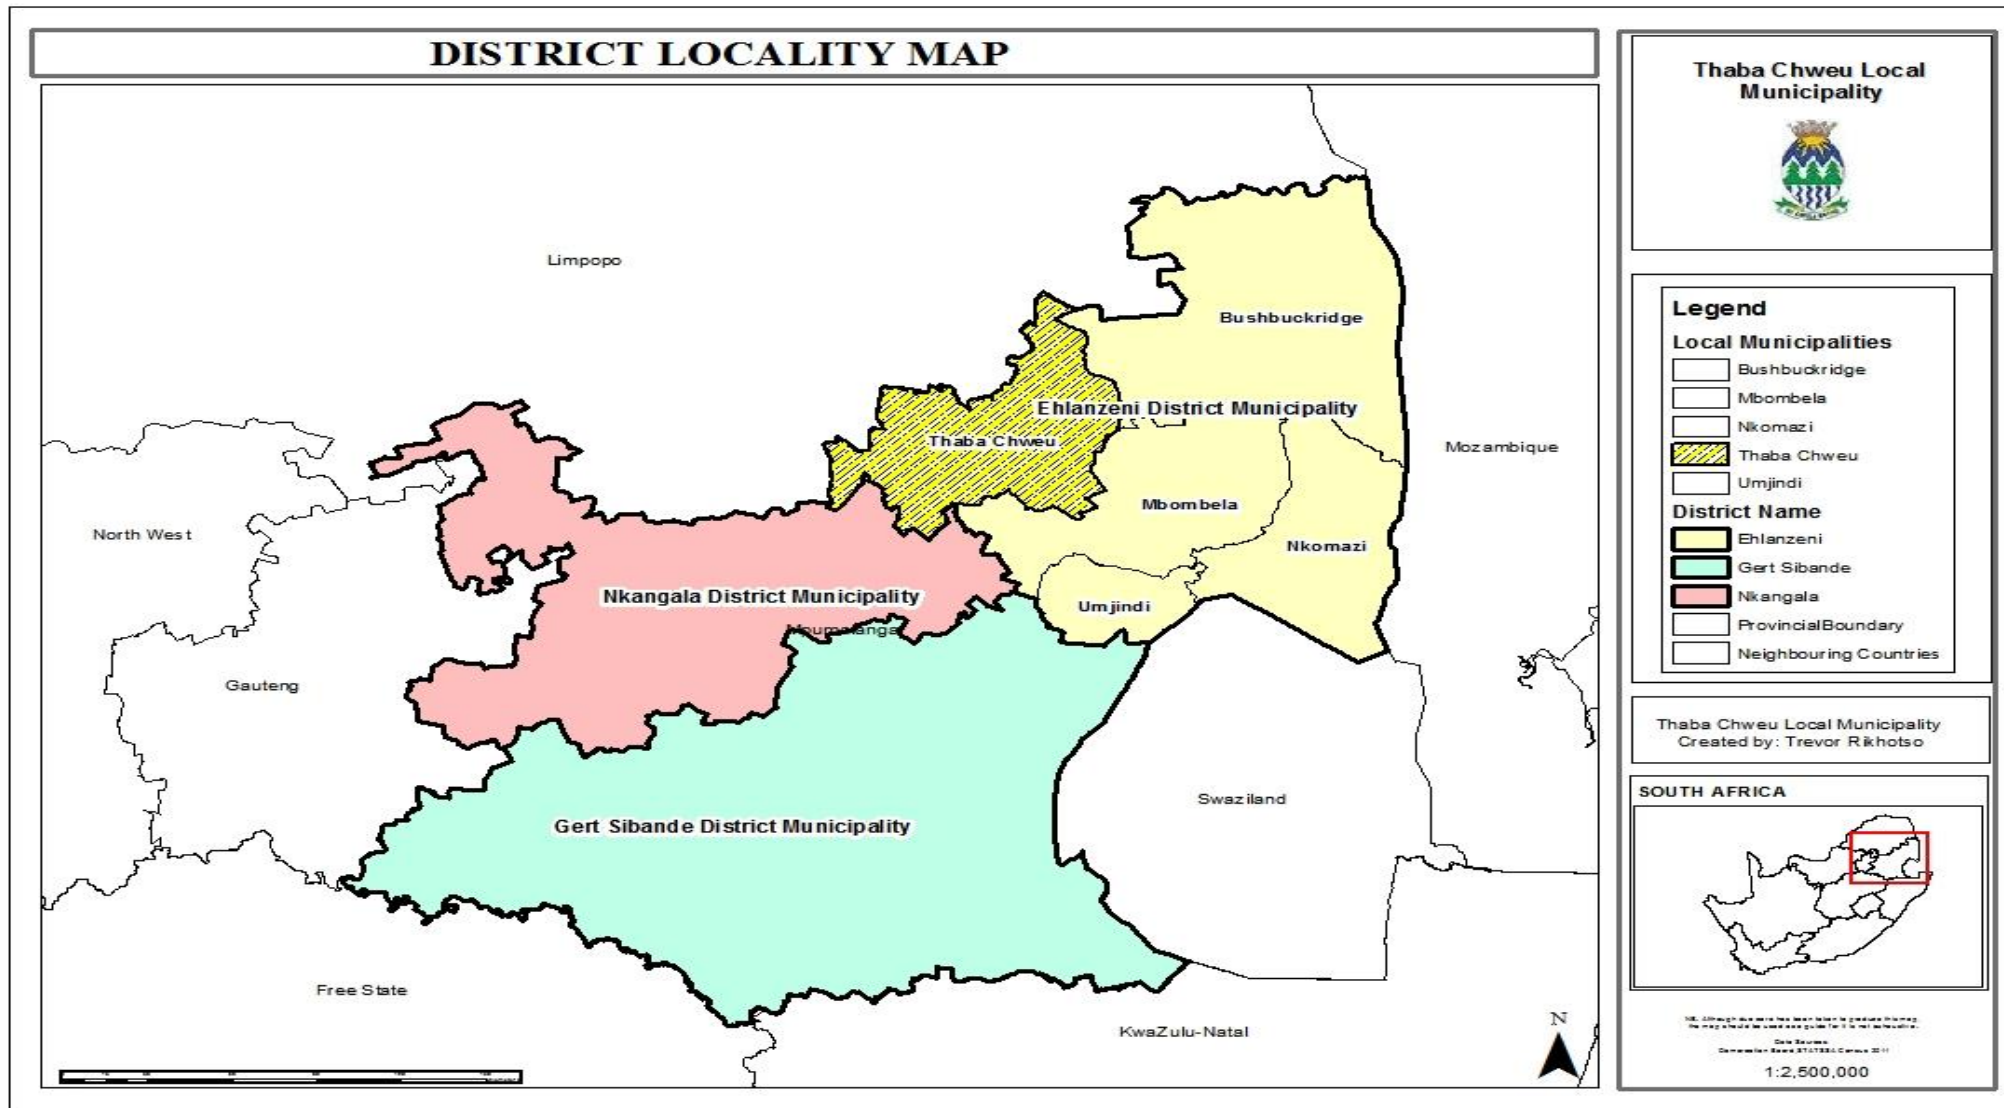 DISTRICT LOCALITY MAP
Limpopo
Bushbuckridge
Ehlanzeni District Municipality
Thaba Chweu
Mozambique
Mbombela
North West
Nkomazi
Nkangala District Municipality
Umjindi
Mpumalanga
Gauteng
Swaziland
Gert Sibande District Municipality
Free State
KwaZulu-Natal
N
Thaba Chweu Local
Municipality
Legend
Local Municipalities
Bushbuckridge
Mbombela
Nkomazi
Thaba Chweu
Umjindi
District Name
Ehlanzeni
Gert Sibande
Nkangala
ProvincialBoundary
Neighbouring Countries
Thaba Chweu Local Municipality
Created by: Trevor Rikhotso
SOUTH AFRICA
1:2,500,000